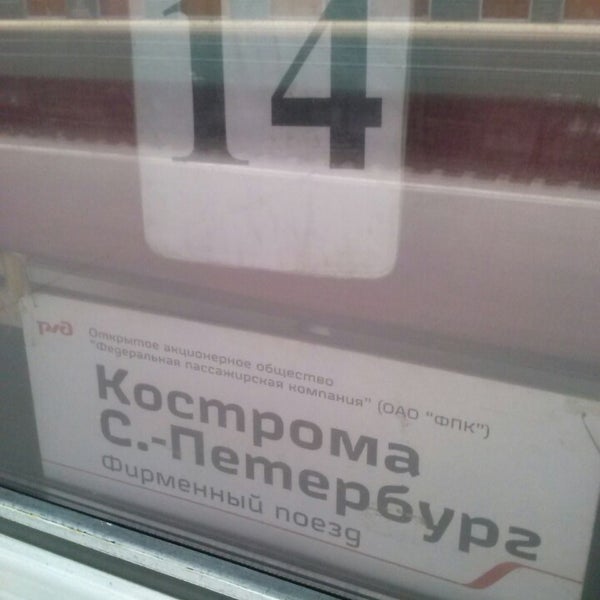 14
РЖД
Открытое акционерное общество
"Федеральная пассажирская компания" (ОАО "ФПК")
Кострома
С.-Петербург
Фирменный поезд